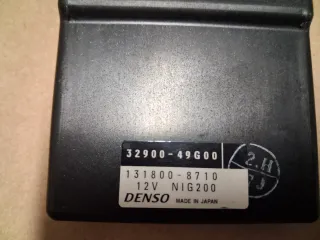 32900-49G00
131800-8710
12V NIG200
DENSO MADE IN JAPAN
2.H